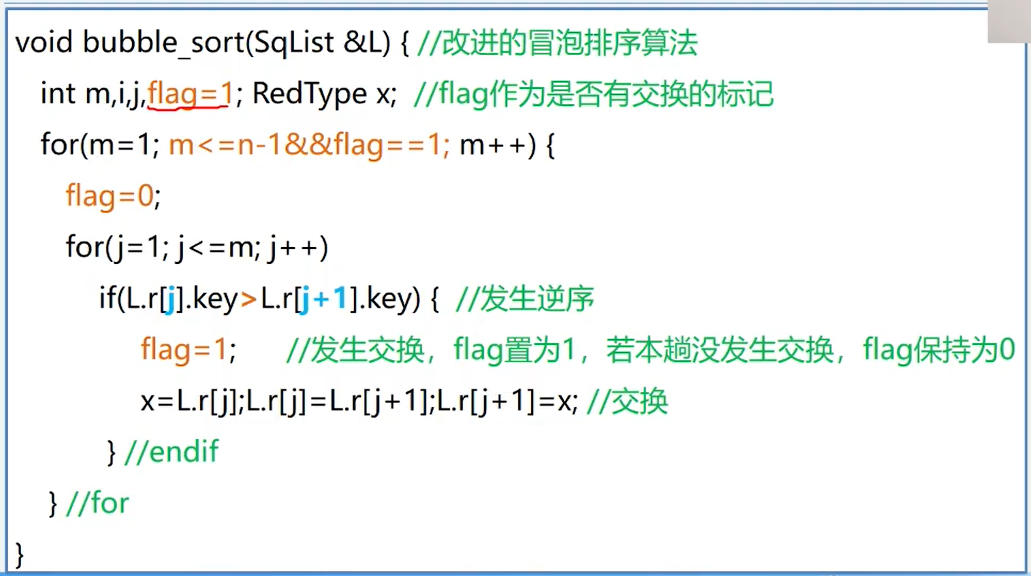 void bubble_sort(SqList &L) { //改进的冒泡排序算法
int m,i,j,flag=1; RedType x; //flag作为是否有交换的标记
for(m=1; m<=n-1&&flag==1; m++) {
flag=0;
for(j=1; j<=m; j++)
if(L.r[j].key>L.r[j+1].key) { //发生逆序
flag=1; //发生交换，flag置为1，若本趟没发生交换，flag保持为0
x=L.r[j];L.r[j]=L.r[j+1];L.r[j+1]=x; //交换
} //endif
} //for
}